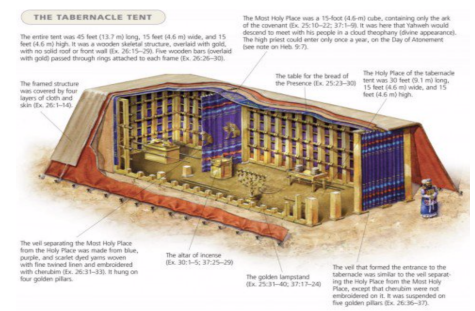 THE TABERNACLE TENT
The entire tent was 45 feet (13.7 m) long, 15 feet (4.6 m) wide, and 15
feet (4.6 m) high. It was a wooden skeletal structure, overlaid with gold,
with no solid roof or front wall (Ex. 26:15–29). Five wooden bars (overlaid
with gold) passed through rings attached to each frame (Ex. 26:26–30).
The Most Holy Place was a 15-foot (4.6-m) cube, containing only the ark
of the covenant (Ex. 25:10–22; 37:1–9). It was here that Yahweh would
descend to meet with his people in a cloud theophany (divine appearance).
The high priest could enter only once a year, on the Day of Atonement
(see note on Heb. 9:7).
The framed structure
was covered by four
layers of cloth and
skin (Ex. 26:1–14).
The table for the bread of
the Presence (Ex. 25:23–30)
The Holy Place of the tabernacle
tent was 30 feet (9.1 m) long,
15 feet (4.6 m) wide, and 15
feet (4.6 m) high.
The veil separating the Most Holy Place
from the Holy Place was made from blue,
purple, and scarlet dyed yarns woven
with fine twined linen and embroidered
with cherubim (Ex. 26:31–33). It hung on
four golden pillars.
The altar of incense
(Ex. 30:1–5; 37:25–29)
The golden lampstand
(Ex. 25:31–40; 37:17–24)
The veil that formed the entrance to the
tabernacle was similar to the veil separat-
ing the Holy Place from the Most Holy
Place, except that cherubim were not
embroidered on it. It was suspended on
five golden pillars (Ex. 26:36–37).